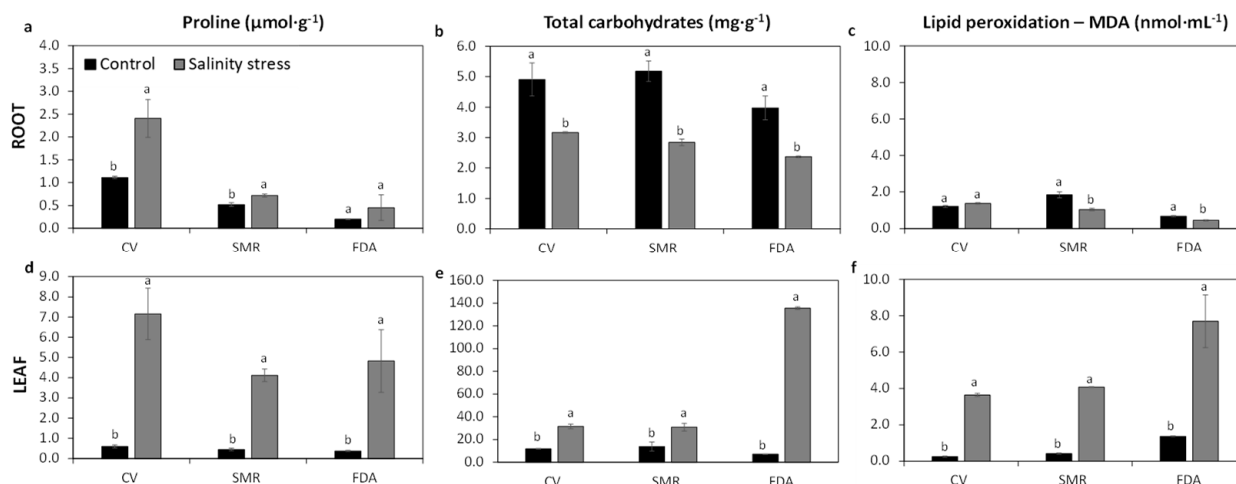 Proline (µmol·g⁻¹)
Total carbohydrates (mg·g⁻¹)
Lipid peroxidation – MDA (nmol·mL⁻¹)
ROOT
a
4.0
3.5
3.0
2.5
2.0
1.5
1.0
0.5
0.0
Control
Salinity stress
b
a
b
a
a
a
CV
SMR
FDA
b
6.0
5.0
4.0
3.0
2.0
1.0
0.0
a
b
a
b
a
b
CV
SMR
FDA
c
10.0
8.0
6.0
4.0
2.0
0.0
a
a
a
b
a
b
CV
SMR
FDA
LEAF
d
9.0
8.0
7.0
6.0
5.0
4.0
3.0
2.0
1.0
0.0
b
a
b
a
b
a
CV
SMR
FDA
e
160.0
140.0
120.0
100.0
80.0
60.0
40.0
20.0
0.0
b
a
b
a
b
a
CV
SMR
FDA
f
10.0
8.0
6.0
4.0
2.0
0.0
b
a
b
a
b
a
CV
SMR
FDA